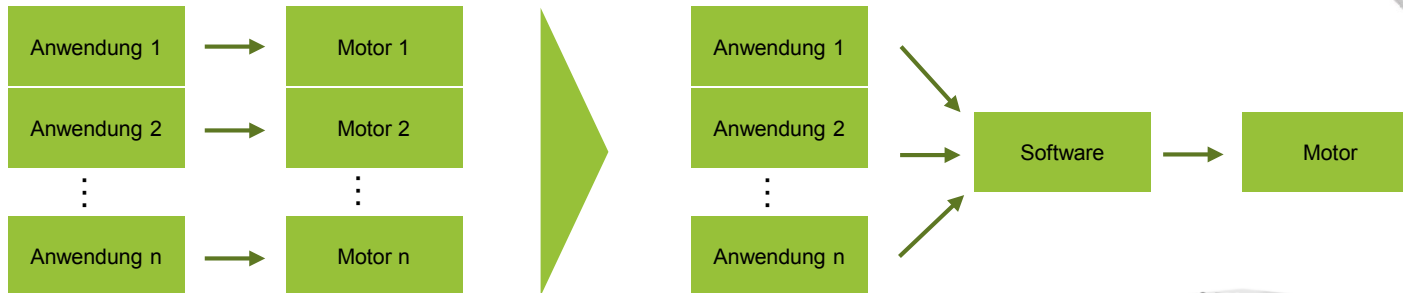 Anwendung 1
Motor 1
Anwendung 2
Motor 2
⋮
⋮
Anwendung n
Motor n
Anwendung 1
Anwendung 2
⋮
Anwendung n
Software
Motor